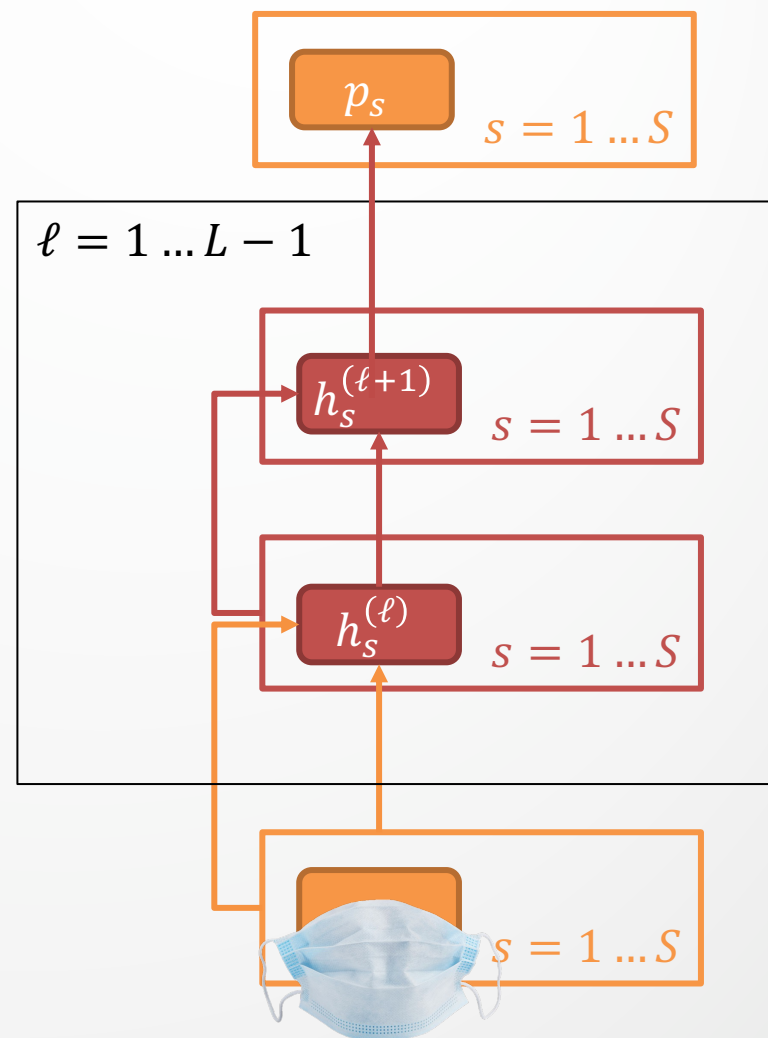 p_s
s = 1 … S
ℓ = 1 … L − 1
h_s^(ℓ+1)
s = 1 … S
h_s^(ℓ)
s = 1 … S
s = 1 … S